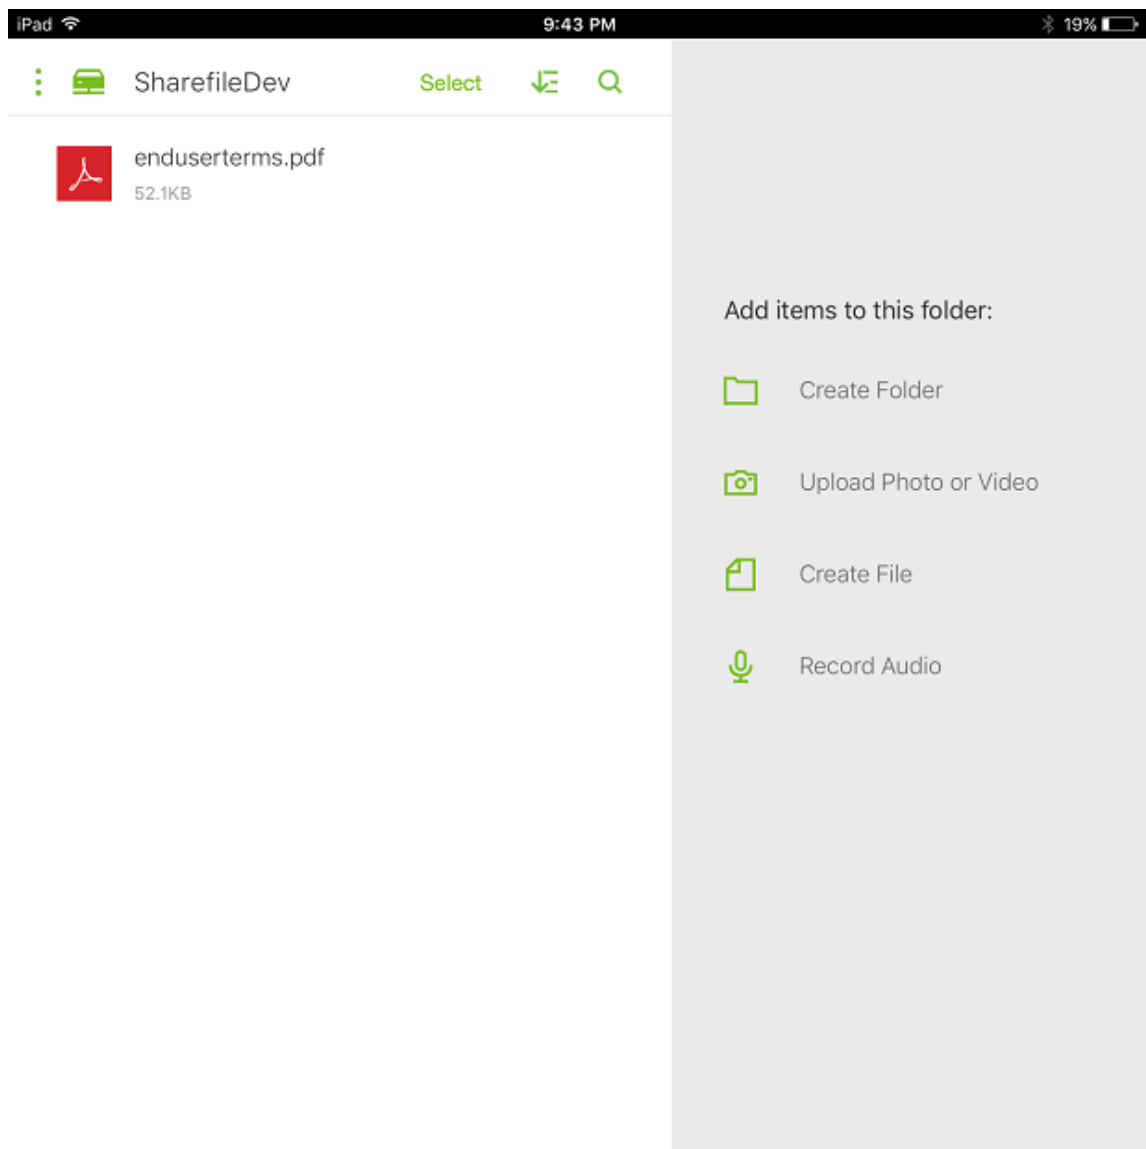 iPad 9:43 PM 19%
SharefileDev Select
enduserterms.pdf
52.1KB
Add items to this folder:
Create Folder
Upload Photo or Video
Create File
Record Audio